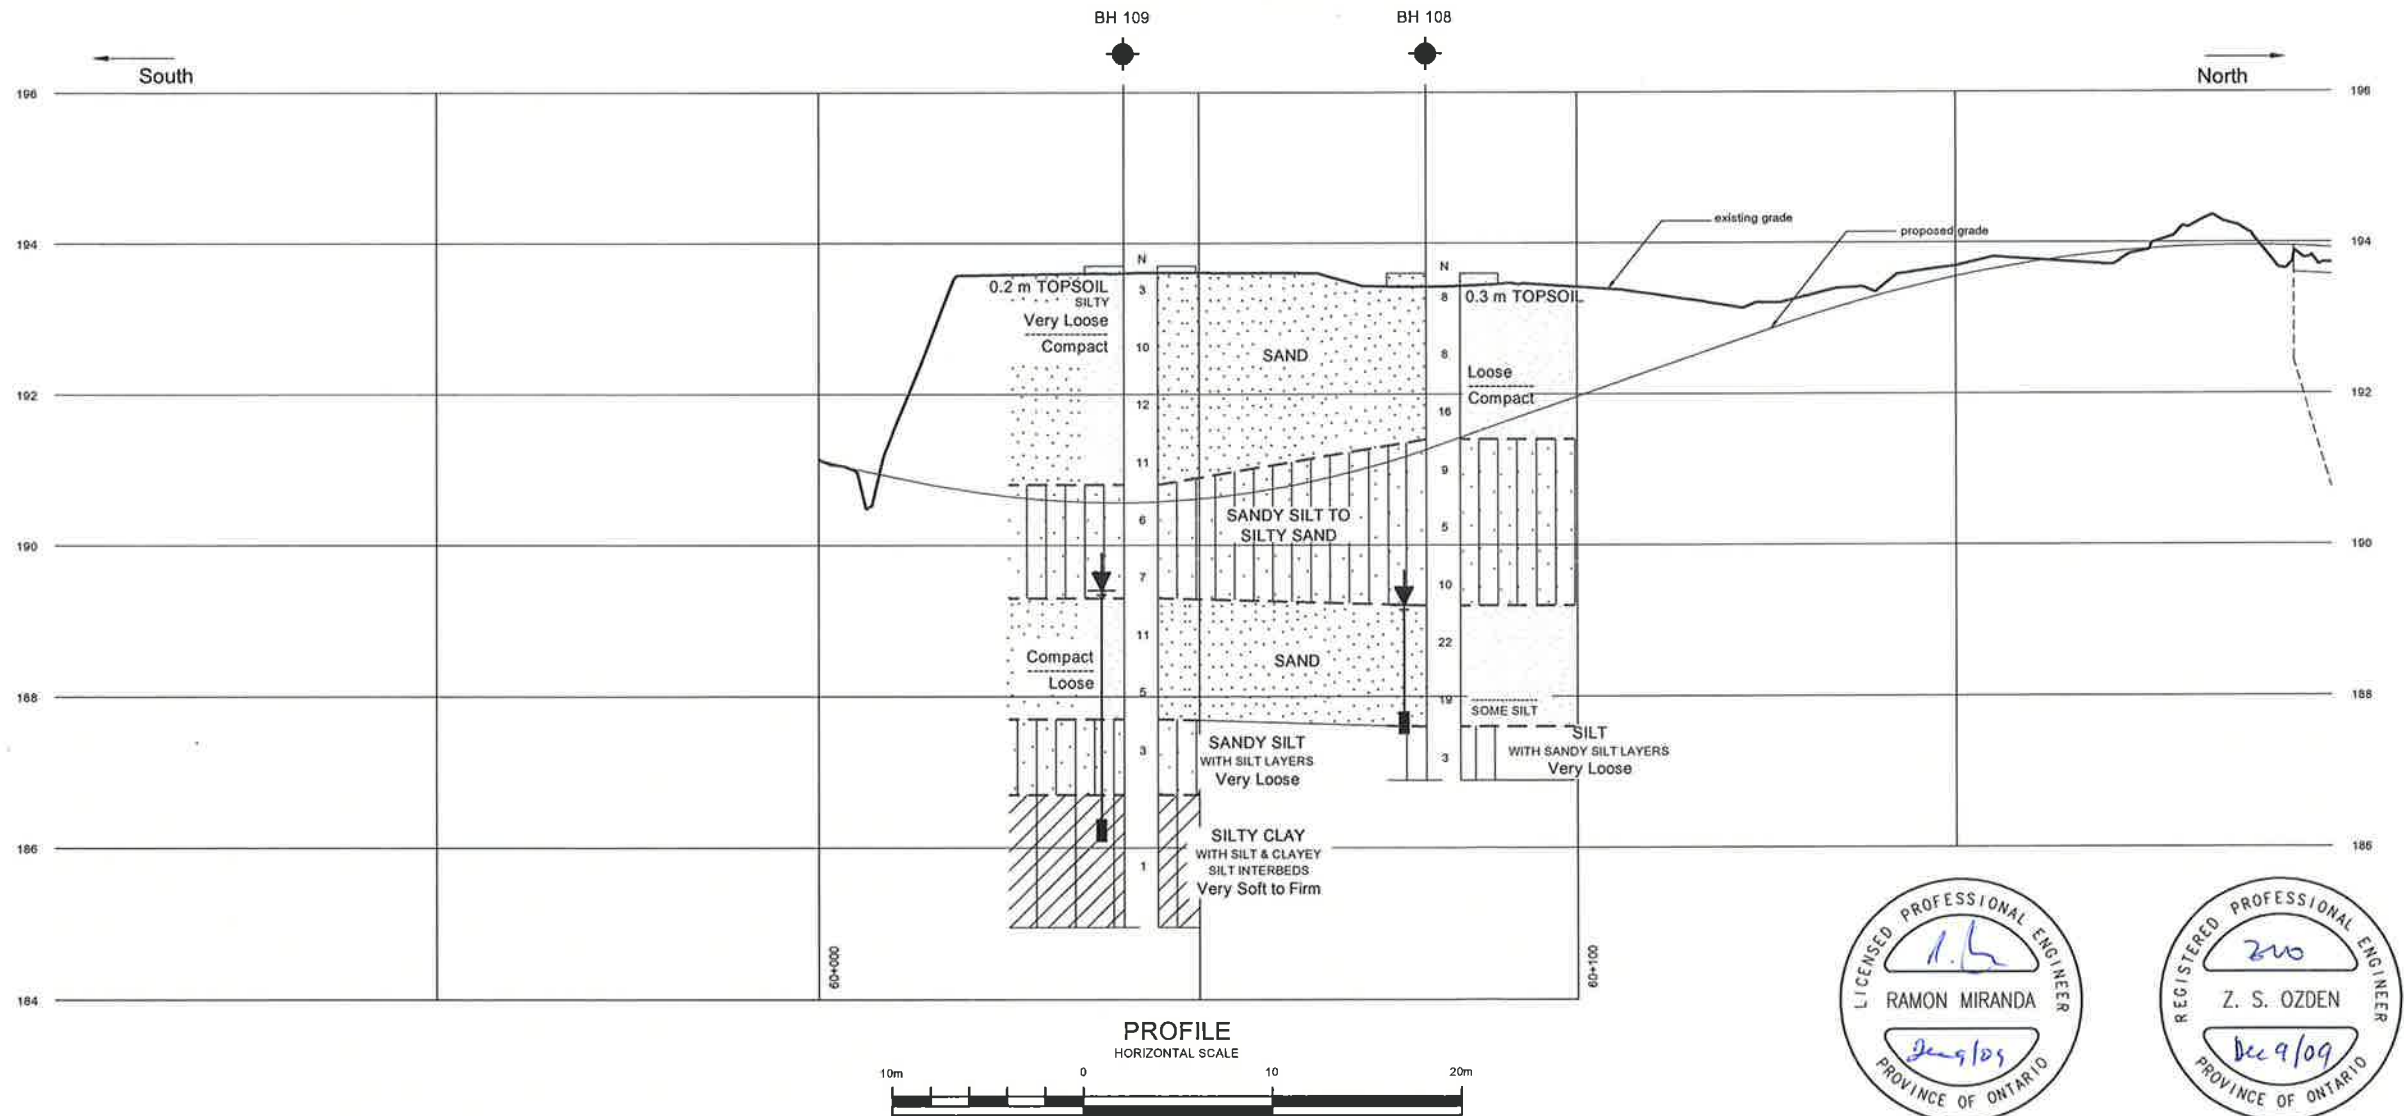 BH 109
BH 108
South
North
196
196
194
194
192
192
190
190
188
188
186
186
184
existing grade
proposed grade
N
3
10
12
11
6
7
11
5
3
1
N
8
8
16
9
5
10
22
19
3
0.2 m TOPSOIL
SILTY
Very Loose
Compact
SAND
0.3 m TOPSOIL
Loose
Compact
SANDY SILT TO
SILTY SAND
Compact
Loose
SAND
SOME SILT
SANDY SILT
WITH SILT LAYERS
Very Loose
SILT
WITH SANDY SILT LAYERS
Very Loose
SILTY CLAY
WITH SILT & CLAYEY
SILT INTERBEDS
Very Soft to Firm
60+000
60+100
PROFILE
HORIZONTAL SCALE
10m 0 10 20m
LICENSED PROFESSIONAL ENGINEER
RAMON MIRANDA
PROVINCE OF ONTARIO
REGISTERED PROFESSIONAL ENGINEER
Z. S. OZDEN
Dec 9/09
PROVINCE OF ONTARIO